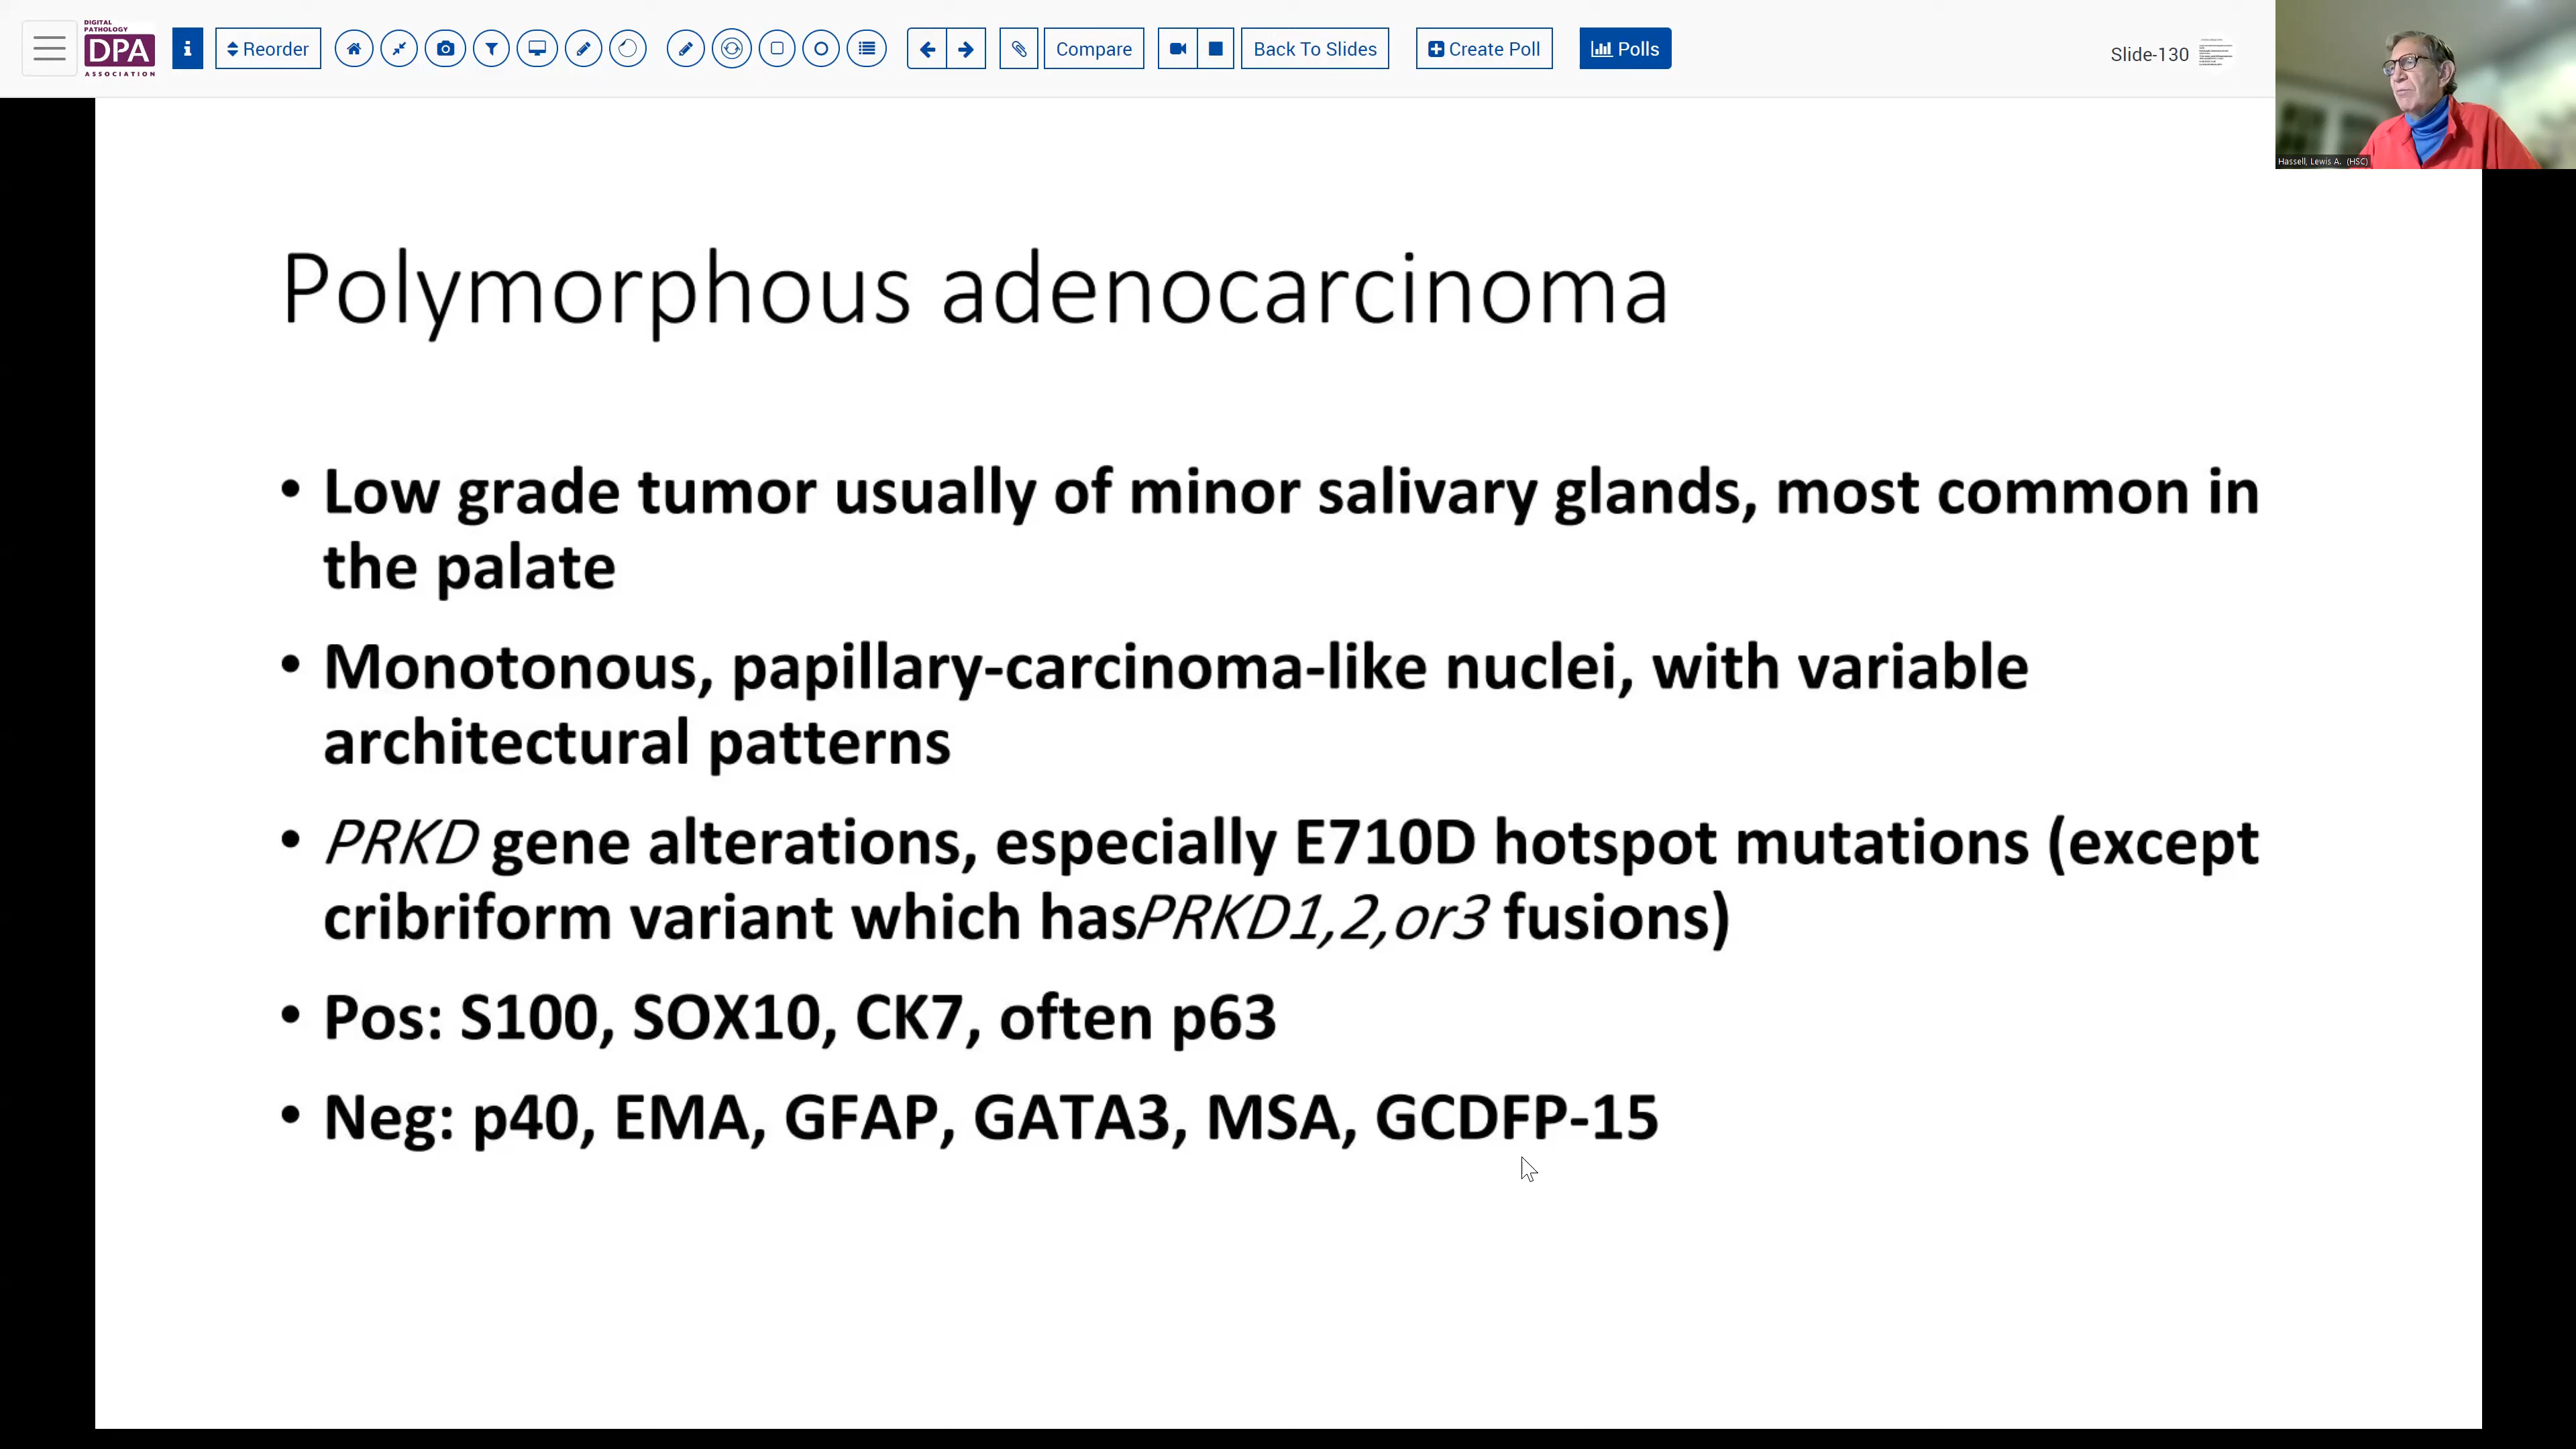 DIGITAL
PATHOLOGY
DPA
ASSOCIATION
i
Reorder
Compare
Back To Slides
Create Poll
Polls
Slide-130
Hassell, Lewis A. (HSC)
Polymorphous adenocarcinoma
• Low grade tumor usually of minor salivary glands, most common in
the palate
• Monotonous, papillary-carcinoma-like nuclei, with variable
architectural patterns
• PRKD gene alterations, especially E710D hotspot mutations (except
cribriform variant which hasPRKD1,2,or3 fusions)
• Pos: S100, SOX10, CK7, often p63
• Neg: p40, EMA, GFAP, GATA3, MSA, GCDFP-15